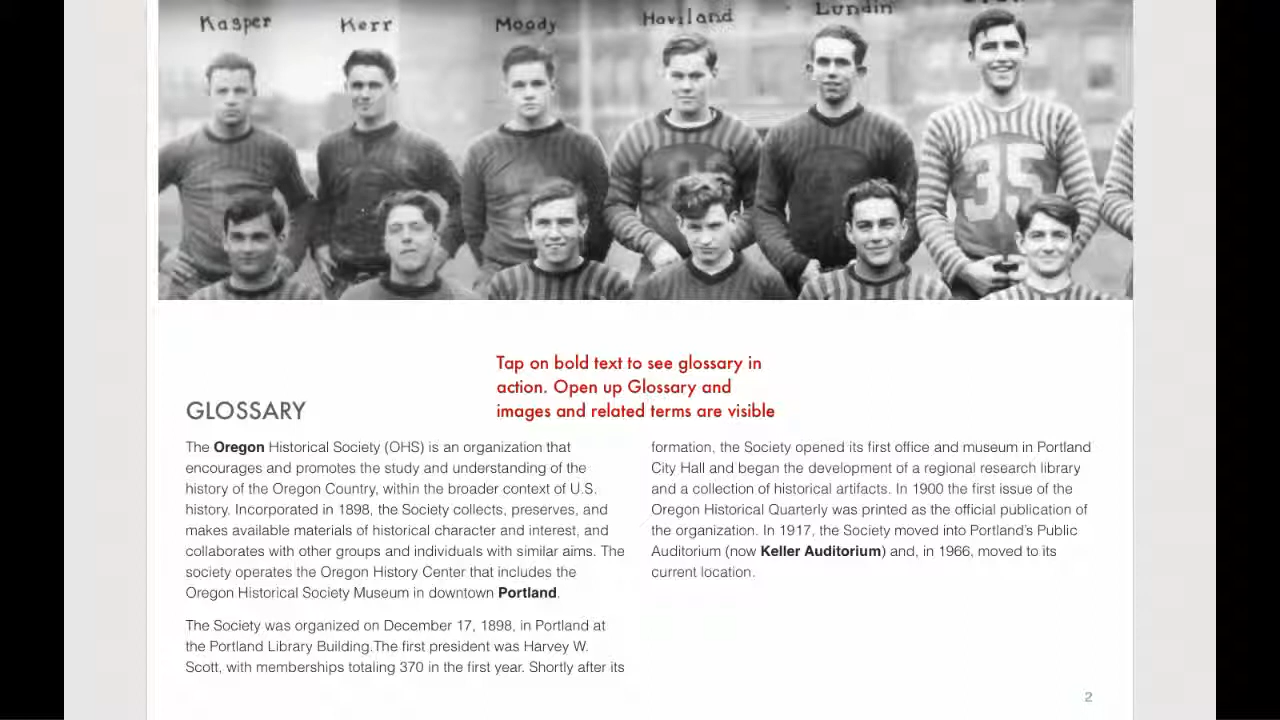 Kasper Kerr Moody Haviland Lundin
Tap on bold text to see glossary in
action. Open up Glossary and
images and related terms are visible
GLOSSARY
The Oregon Historical Society (OHS) is an organization that
encourages and promotes the study and understanding of the
history of the Oregon Country, within the broader context of U.S.
history. Incorporated in 1898, the Society collects, preserves, and
makes available materials of historical character and interest, and
collaborates with other groups and individuals with similar aims. The
society operates the Oregon History Center that includes the
Oregon Historical Society Museum in downtown Portland.
The Society was organized on December 17, 1898, in Portland at
the Portland Library Building.The first president was Harvey W.
Scott, with memberships totaling 370 in the first year. Shortly after its
formation, the Society opened its first office and museum in Portland
City Hall and began the development of a regional research library
and a collection of historical artifacts. In 1900 the first issue of the
Oregon Historical Quarterly was printed as the official publication of
the organization. In 1917, the Society moved into Portland's Public
Auditorium (now Keller Auditorium) and, in 1966, moved to its
current location.
35
2